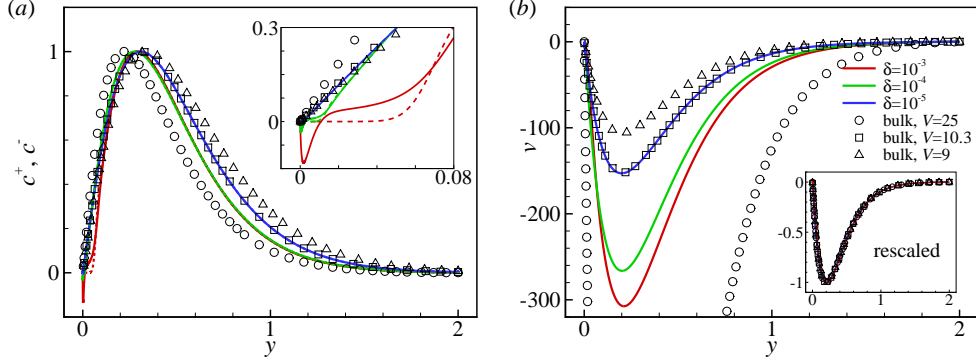 (a)
c⁺, c⁻
1
0
0
1
2
y
0.3
0
0
0.08
(b)
v
0
-100
-200
-300
0
1
2
y
δ=10⁻³
δ=10⁻⁴
δ=10⁻⁵
bulk, V=25
bulk, V=10.3
bulk, V=9
0
-0.5
-1
0
1
2
rescaled